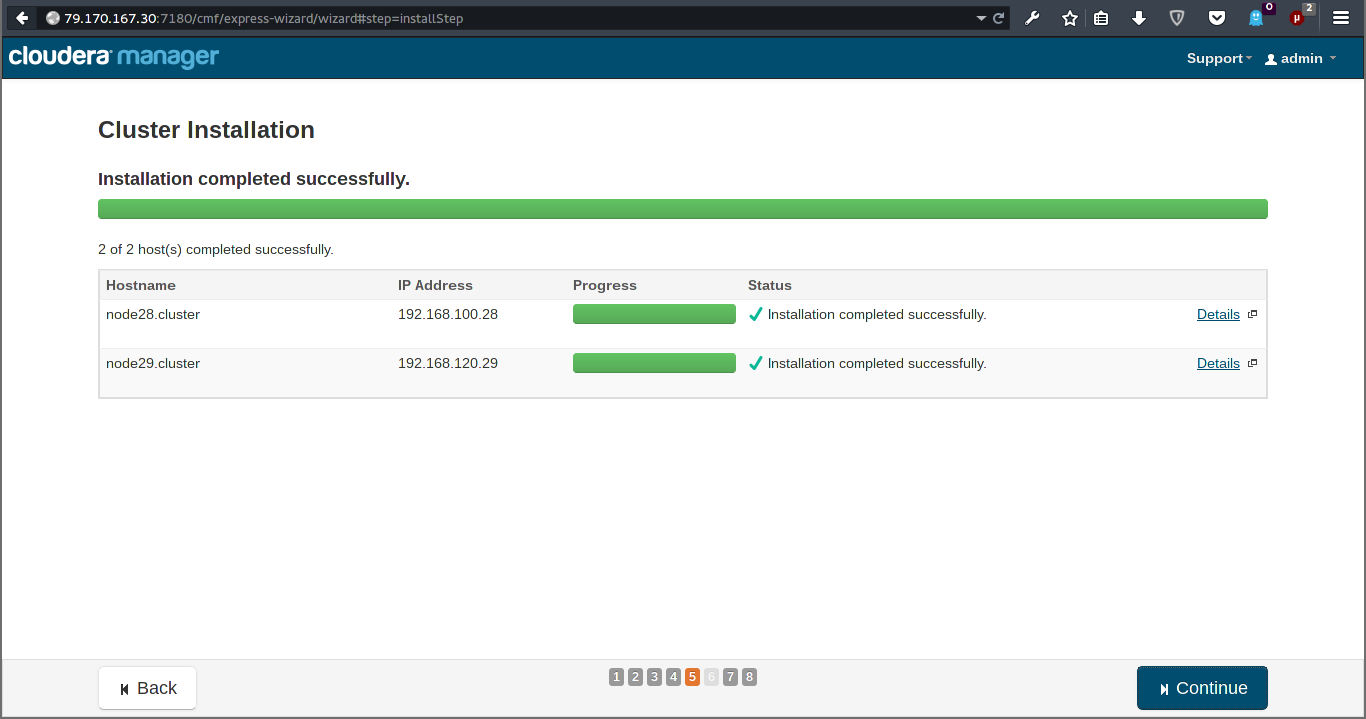 79.170.167.30:7180/cmf/express-wizard/wizard#step=installStep
0
µ 2
cloudera manager
Support admin
Cluster Installation
Installation completed successfully.
2 of 2 host(s) completed successfully.
Hostname IP Address Progress Status
node28.cluster 192.168.100.28 Installation completed successfully. Details
node29.cluster 192.168.120.29 Installation completed successfully. Details
Back 1 2 3 4 5 6 7 8 Continue